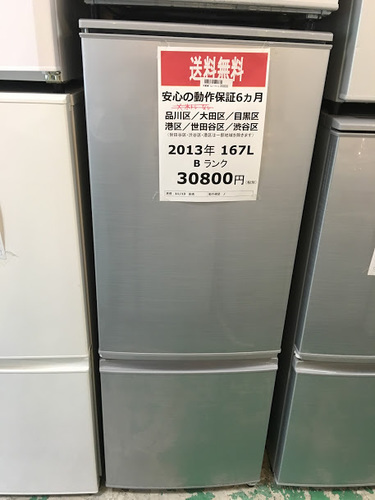 送料無料
安心の動作保証6ヵ月
品川区／大田区／目黒区
港区／世田谷区／渋谷区
2013年 167L
B ランク
30800円